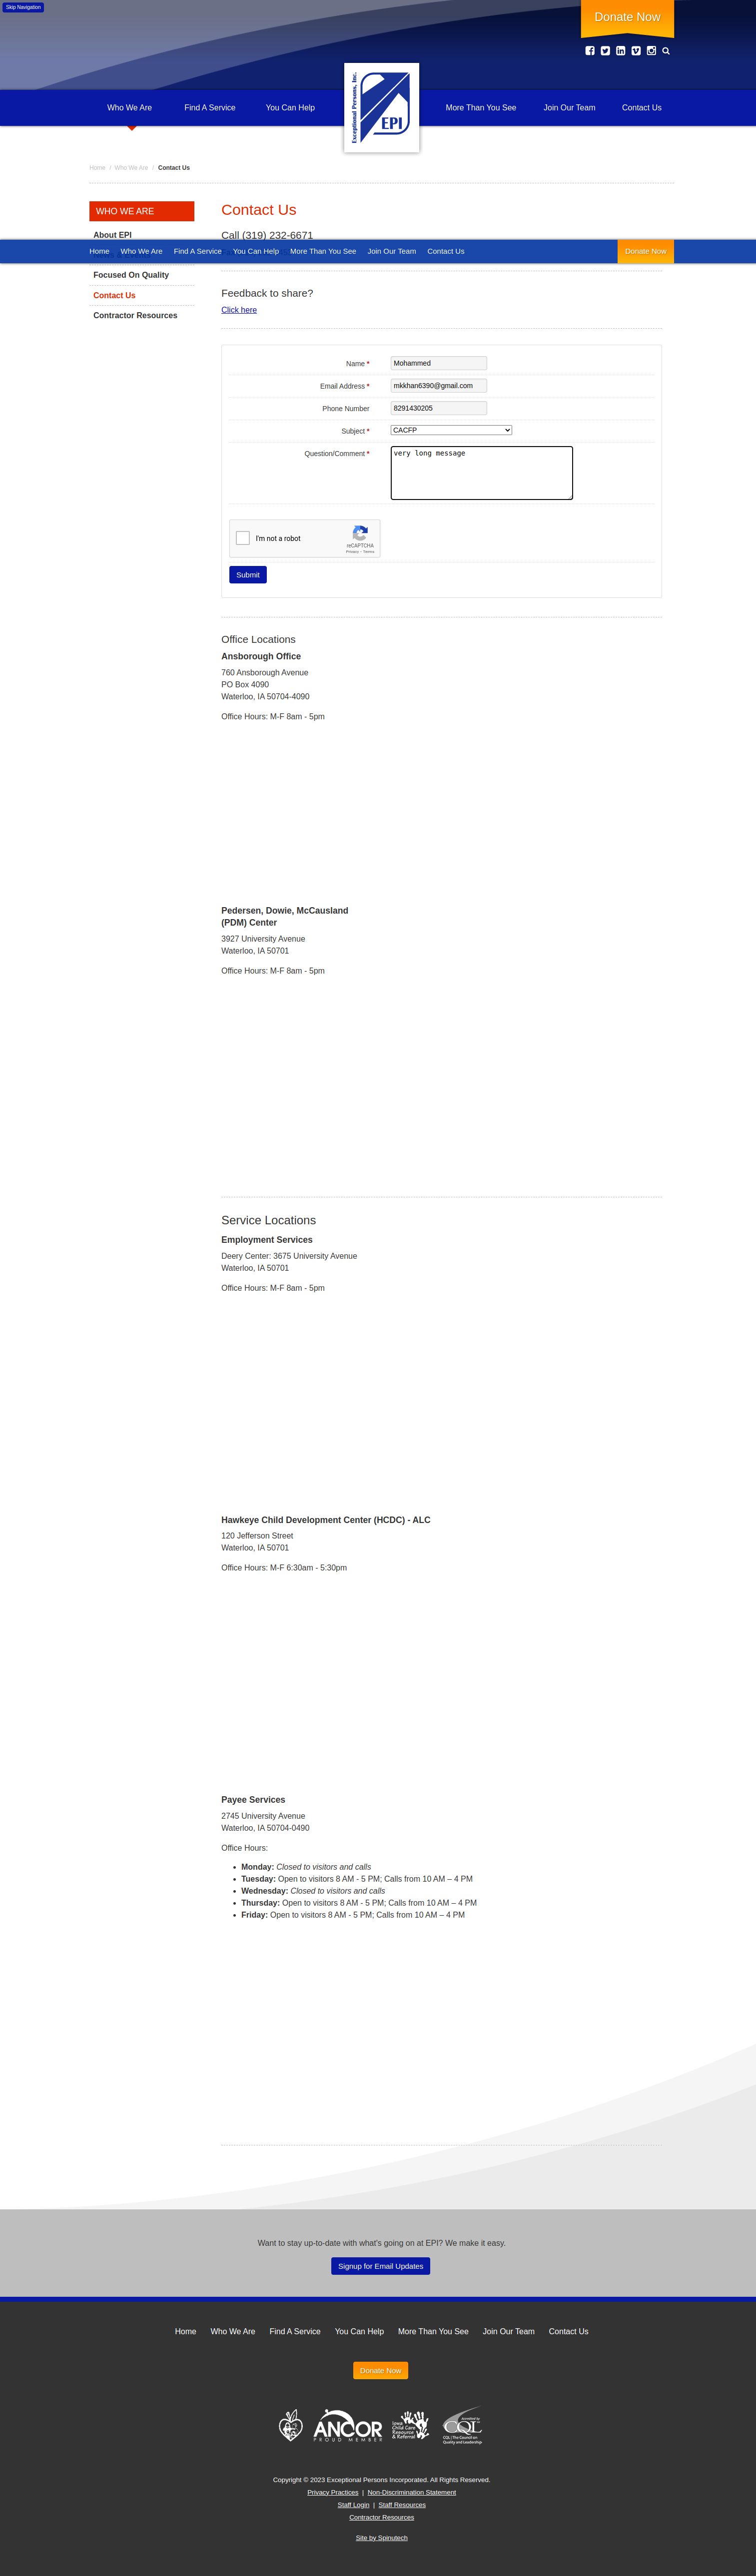 Skip Navigation
Donate Now
Who We Are
Find A Service
You Can Help
Exceptional Persons, Inc.
EPI
More Than You See
Join Our Team
Contact Us
Home / Who We Are / Contact Us
WHO WE ARE
About EPI
Focused On Quality
Contact Us
Contractor Resources
Contact Us
Call (319) 232-6671
Home
Who We Are
Find A Service
You Can Help
More Than You See
Join Our Team
Contact Us
Donate Now
Feedback to share?
Click here
Name *
Mohammed
Email Address *
mkkhan6390@gmail.com
Phone Number
8291430205
Subject *
CACFP
Question/Comment *
very long message
I'm not a robot
reCAPTCHA
Privacy - Terms
Submit
Office Locations
Ansborough Office
760 Ansborough Avenue
PO Box 4090
Waterloo, IA 50704-4090
Office Hours: M-F 8am - 5pm
Pedersen, Dowie, McCausland
(PDM) Center
3927 University Avenue
Waterloo, IA 50701
Office Hours: M-F 8am - 5pm
Service Locations
Employment Services
Deery Center: 3675 University Avenue
Waterloo, IA 50701
Office Hours: M-F 8am - 5pm
Hawkeye Child Development Center (HCDC) - ALC
120 Jefferson Street
Waterloo, IA 50701
Office Hours: M-F 6:30am - 5:30pm
Payee Services
2745 University Avenue
Waterloo, IA 50704-0490
Office Hours:
Monday: Closed to visitors and calls
Tuesday: Open to visitors 8 AM - 5 PM; Calls from 10 AM – 4 PM
Wednesday: Closed to visitors and calls
Thursday: Open to visitors 8 AM - 5 PM; Calls from 10 AM – 4 PM
Friday: Open to visitors 8 AM - 5 PM; Calls from 10 AM – 4 PM
Want to stay up-to-date with what's going on at EPI? We make it easy.
Signup for Email Updates
Home
Who We Are
Find A Service
You Can Help
More Than You See
Join Our Team
Contact Us
Donate Now
ANCOR
PROUD MEMBER
Iowa
Child Care
Resource
& Referral
Accredited by
CQL
CQL | The Council on
Quality and Leadership
Copyright © 2023 Exceptional Persons Incorporated. All Rights Reserved.
Privacy Practices | Non-Discrimination Statement
Staff Login | Staff Resources
Contractor Resources
Site by Spinutech